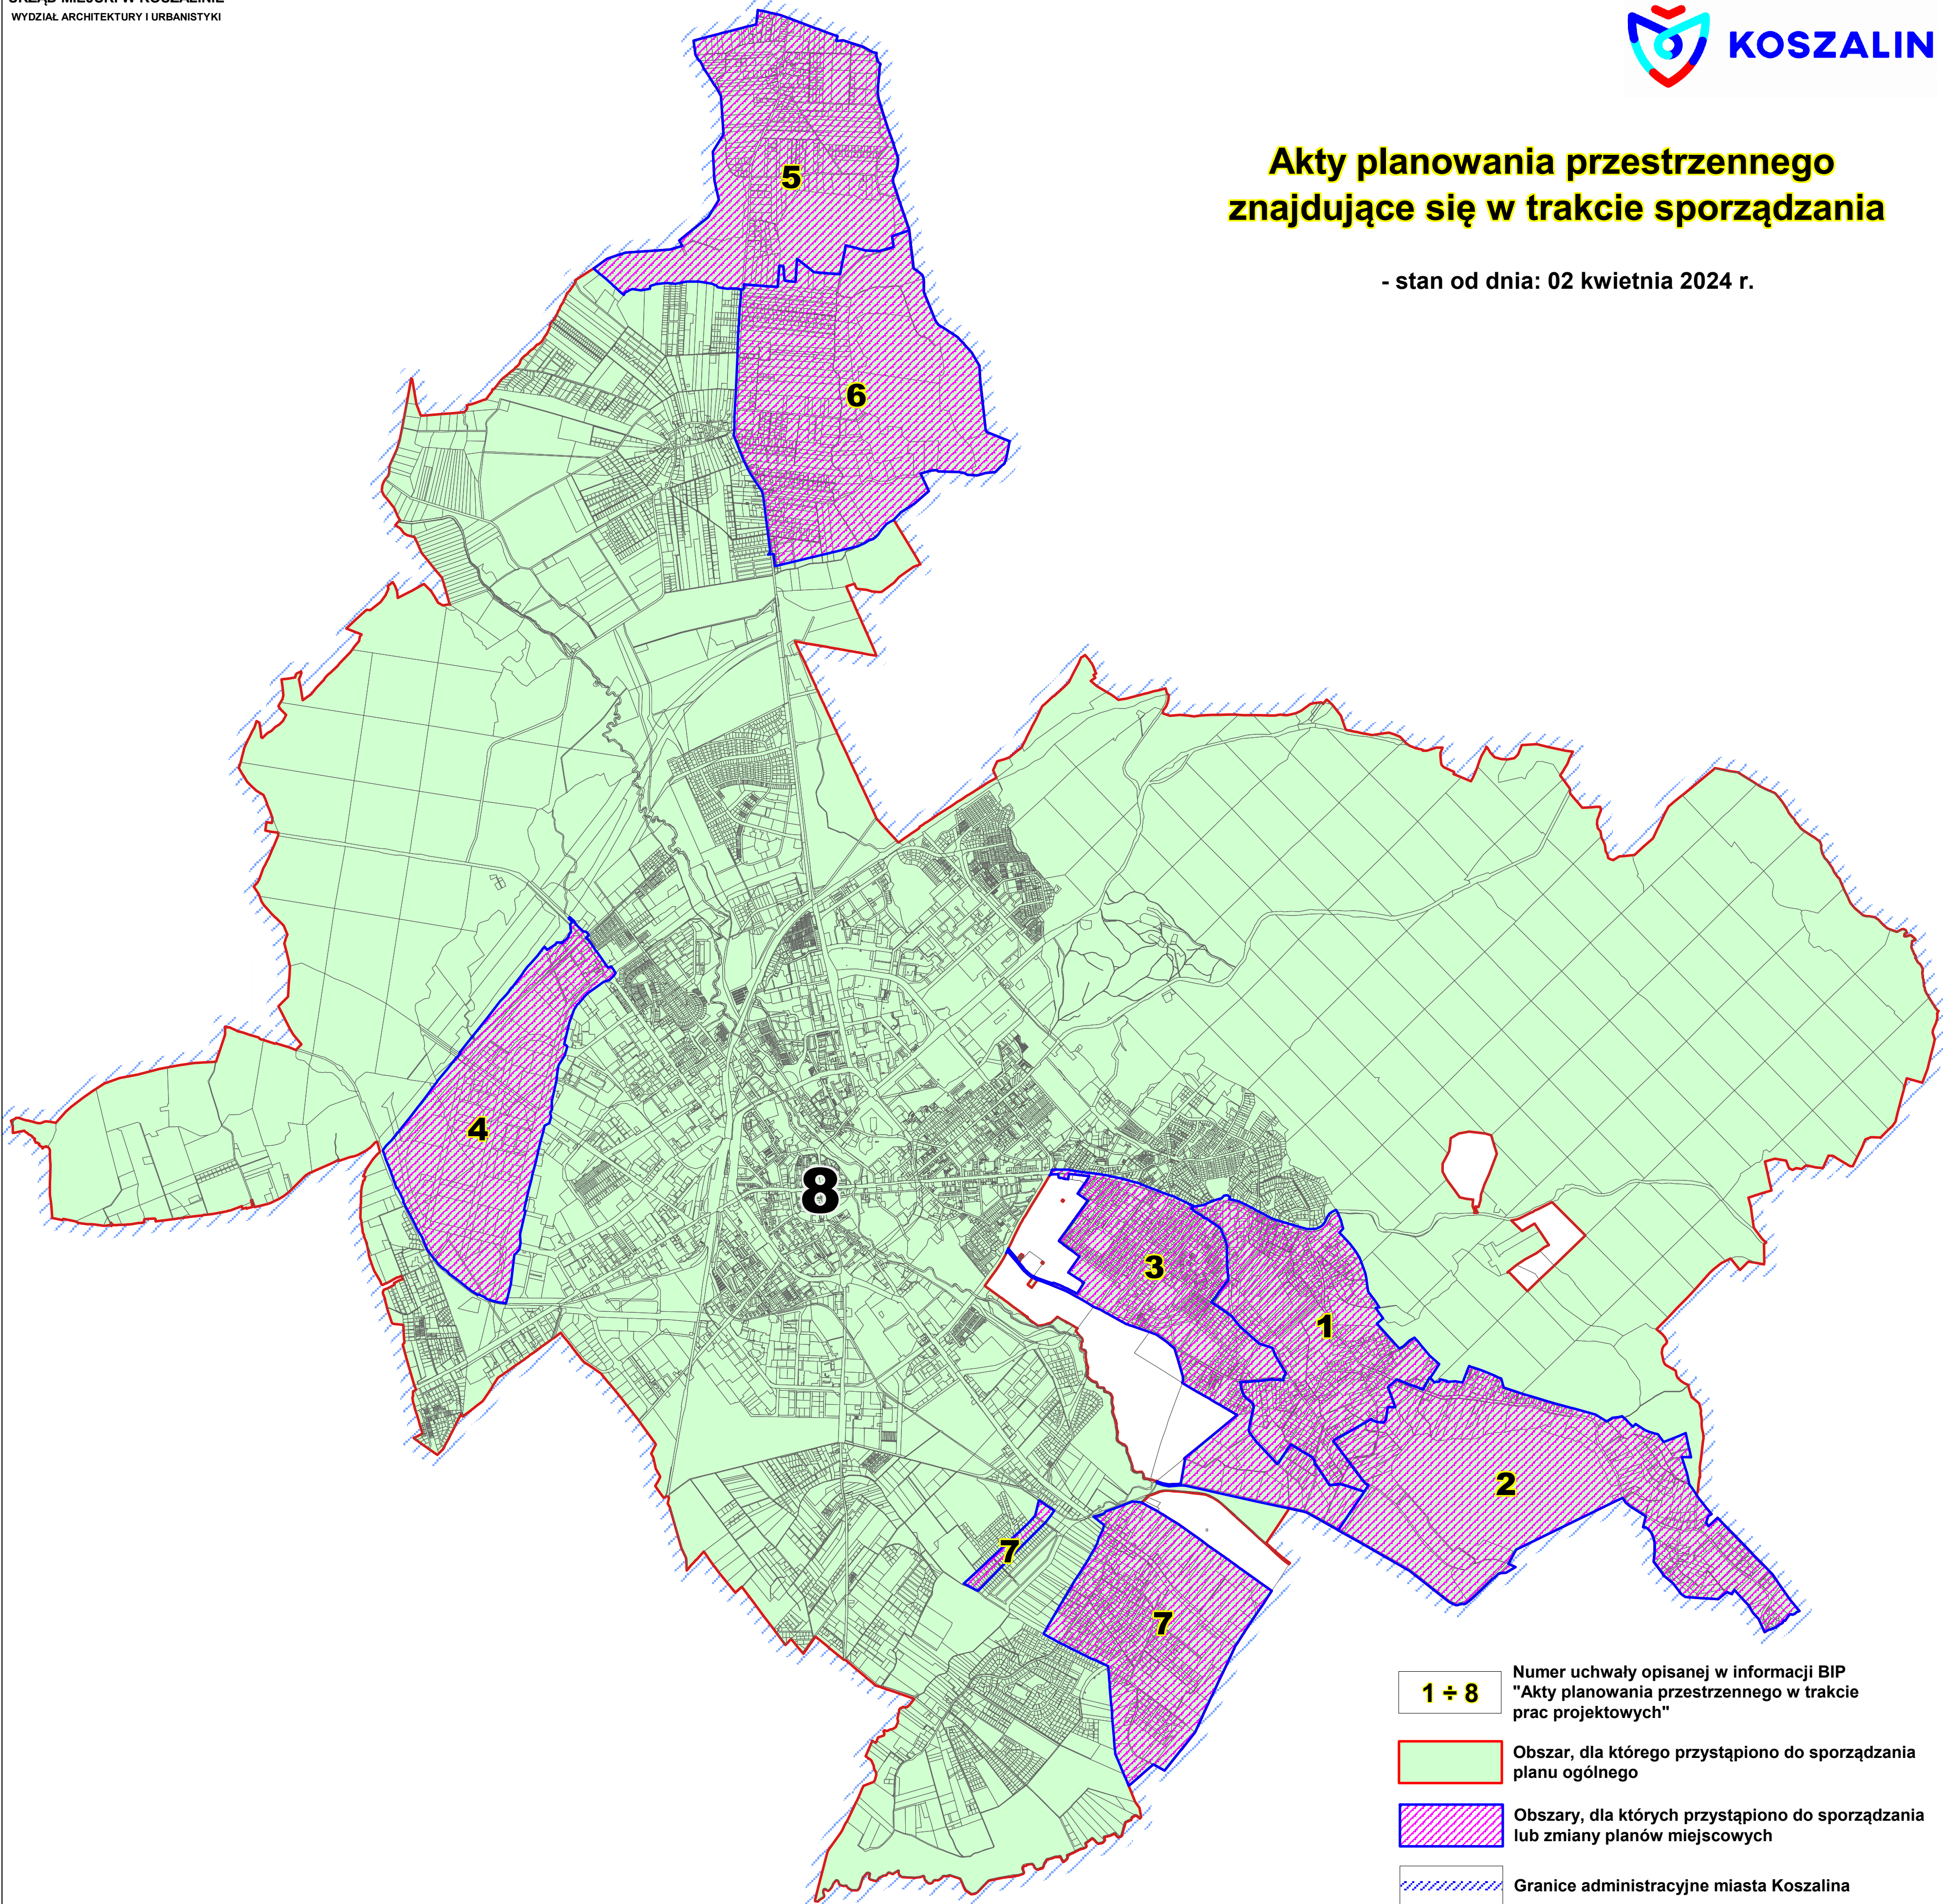 URZĄD MIEJSKI W KOSZALINIE
WYDZIAŁ ARCHITEKTURY I URBANISTYKI
KOSZALIN
Akty planowania przestrzennego
znajdujące się w trakcie sporządzania
- stan od dnia: 02 kwietnia 2024 r.
5
6
4
8
3
1
2
7
7
1 ÷ 8
Numer uchwały opisanej w informacji BIP
"Akty planowania przestrzennego w trakcie
prac projektowych"
Obszar, dla którego przystąpiono do sporządzania
planu ogólnego
Obszary, dla których przystąpiono do sporządzania
lub zmiany planów miejscowych
Granice administracyjne miasta Koszalina